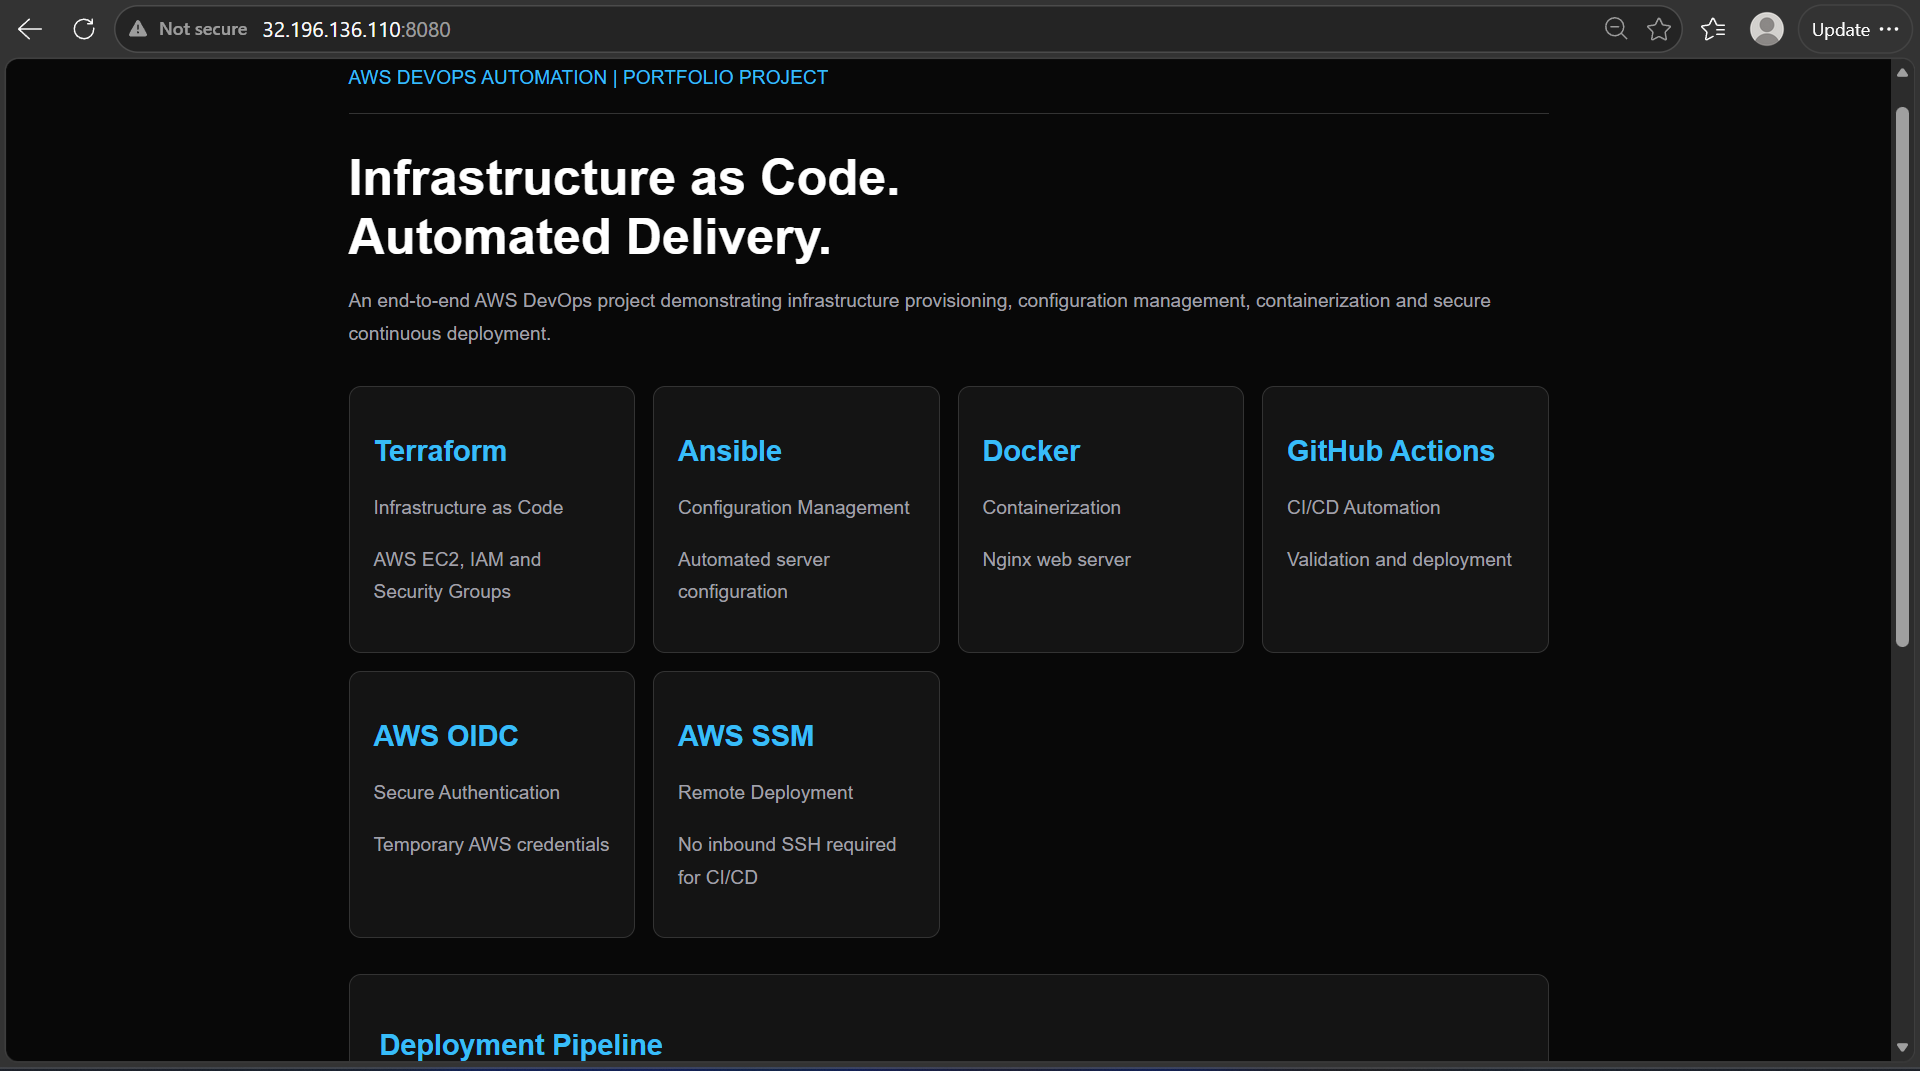 Not secure 32.196.136.110:8080 Update
AWS DEVOPS AUTOMATION | PORTFOLIO PROJECT
Infrastructure as Code.
Automated Delivery.
An end-to-end AWS DevOps project demonstrating infrastructure provisioning, configuration management, containerization and secure
continuous deployment.
Terraform
Infrastructure as Code
AWS EC2, IAM and
Security Groups
Ansible
Configuration Management
Automated server
configuration
Docker
Containerization
Nginx web server
GitHub Actions
CI/CD Automation
Validation and deployment
AWS OIDC
Secure Authentication
Temporary AWS credentials
AWS SSM
Remote Deployment
No inbound SSH required
for CI/CD
Deployment Pipeline